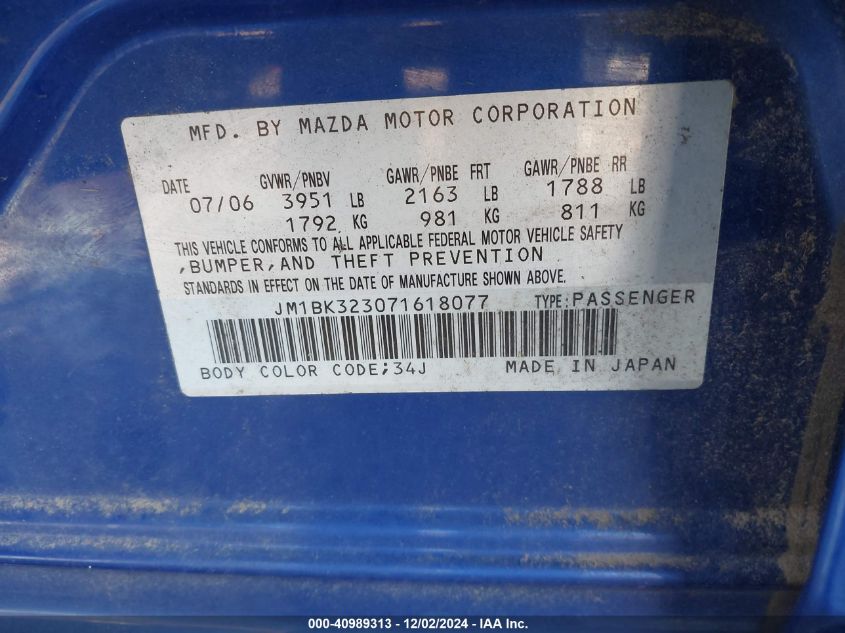 MFD. BY MAZDA MOTOR CORPORATION
DATE GVWR/PNBV GAWR/PNBE FRT GAWR/PNBE RR
07/06 3951 LB 2163 LB 1788 LB
1792 KG 981 KG 811 KG
THIS VEHICLE CONFORMS TO ALL APPLICABLE FEDERAL MOTOR VEHICLE SAFETY
,BUMPER,AND THEFT PREVENTION
STANDARDS IN EFFECT ON THE DATE OF MANUFACTURE SHOWN ABOVE.
JM1BK323071618077 TYPE:PASSENGER
BODY COLOR CODE;34J MADE IN JAPAN
000-40989313 - 12/02/2024 - IAA Inc.